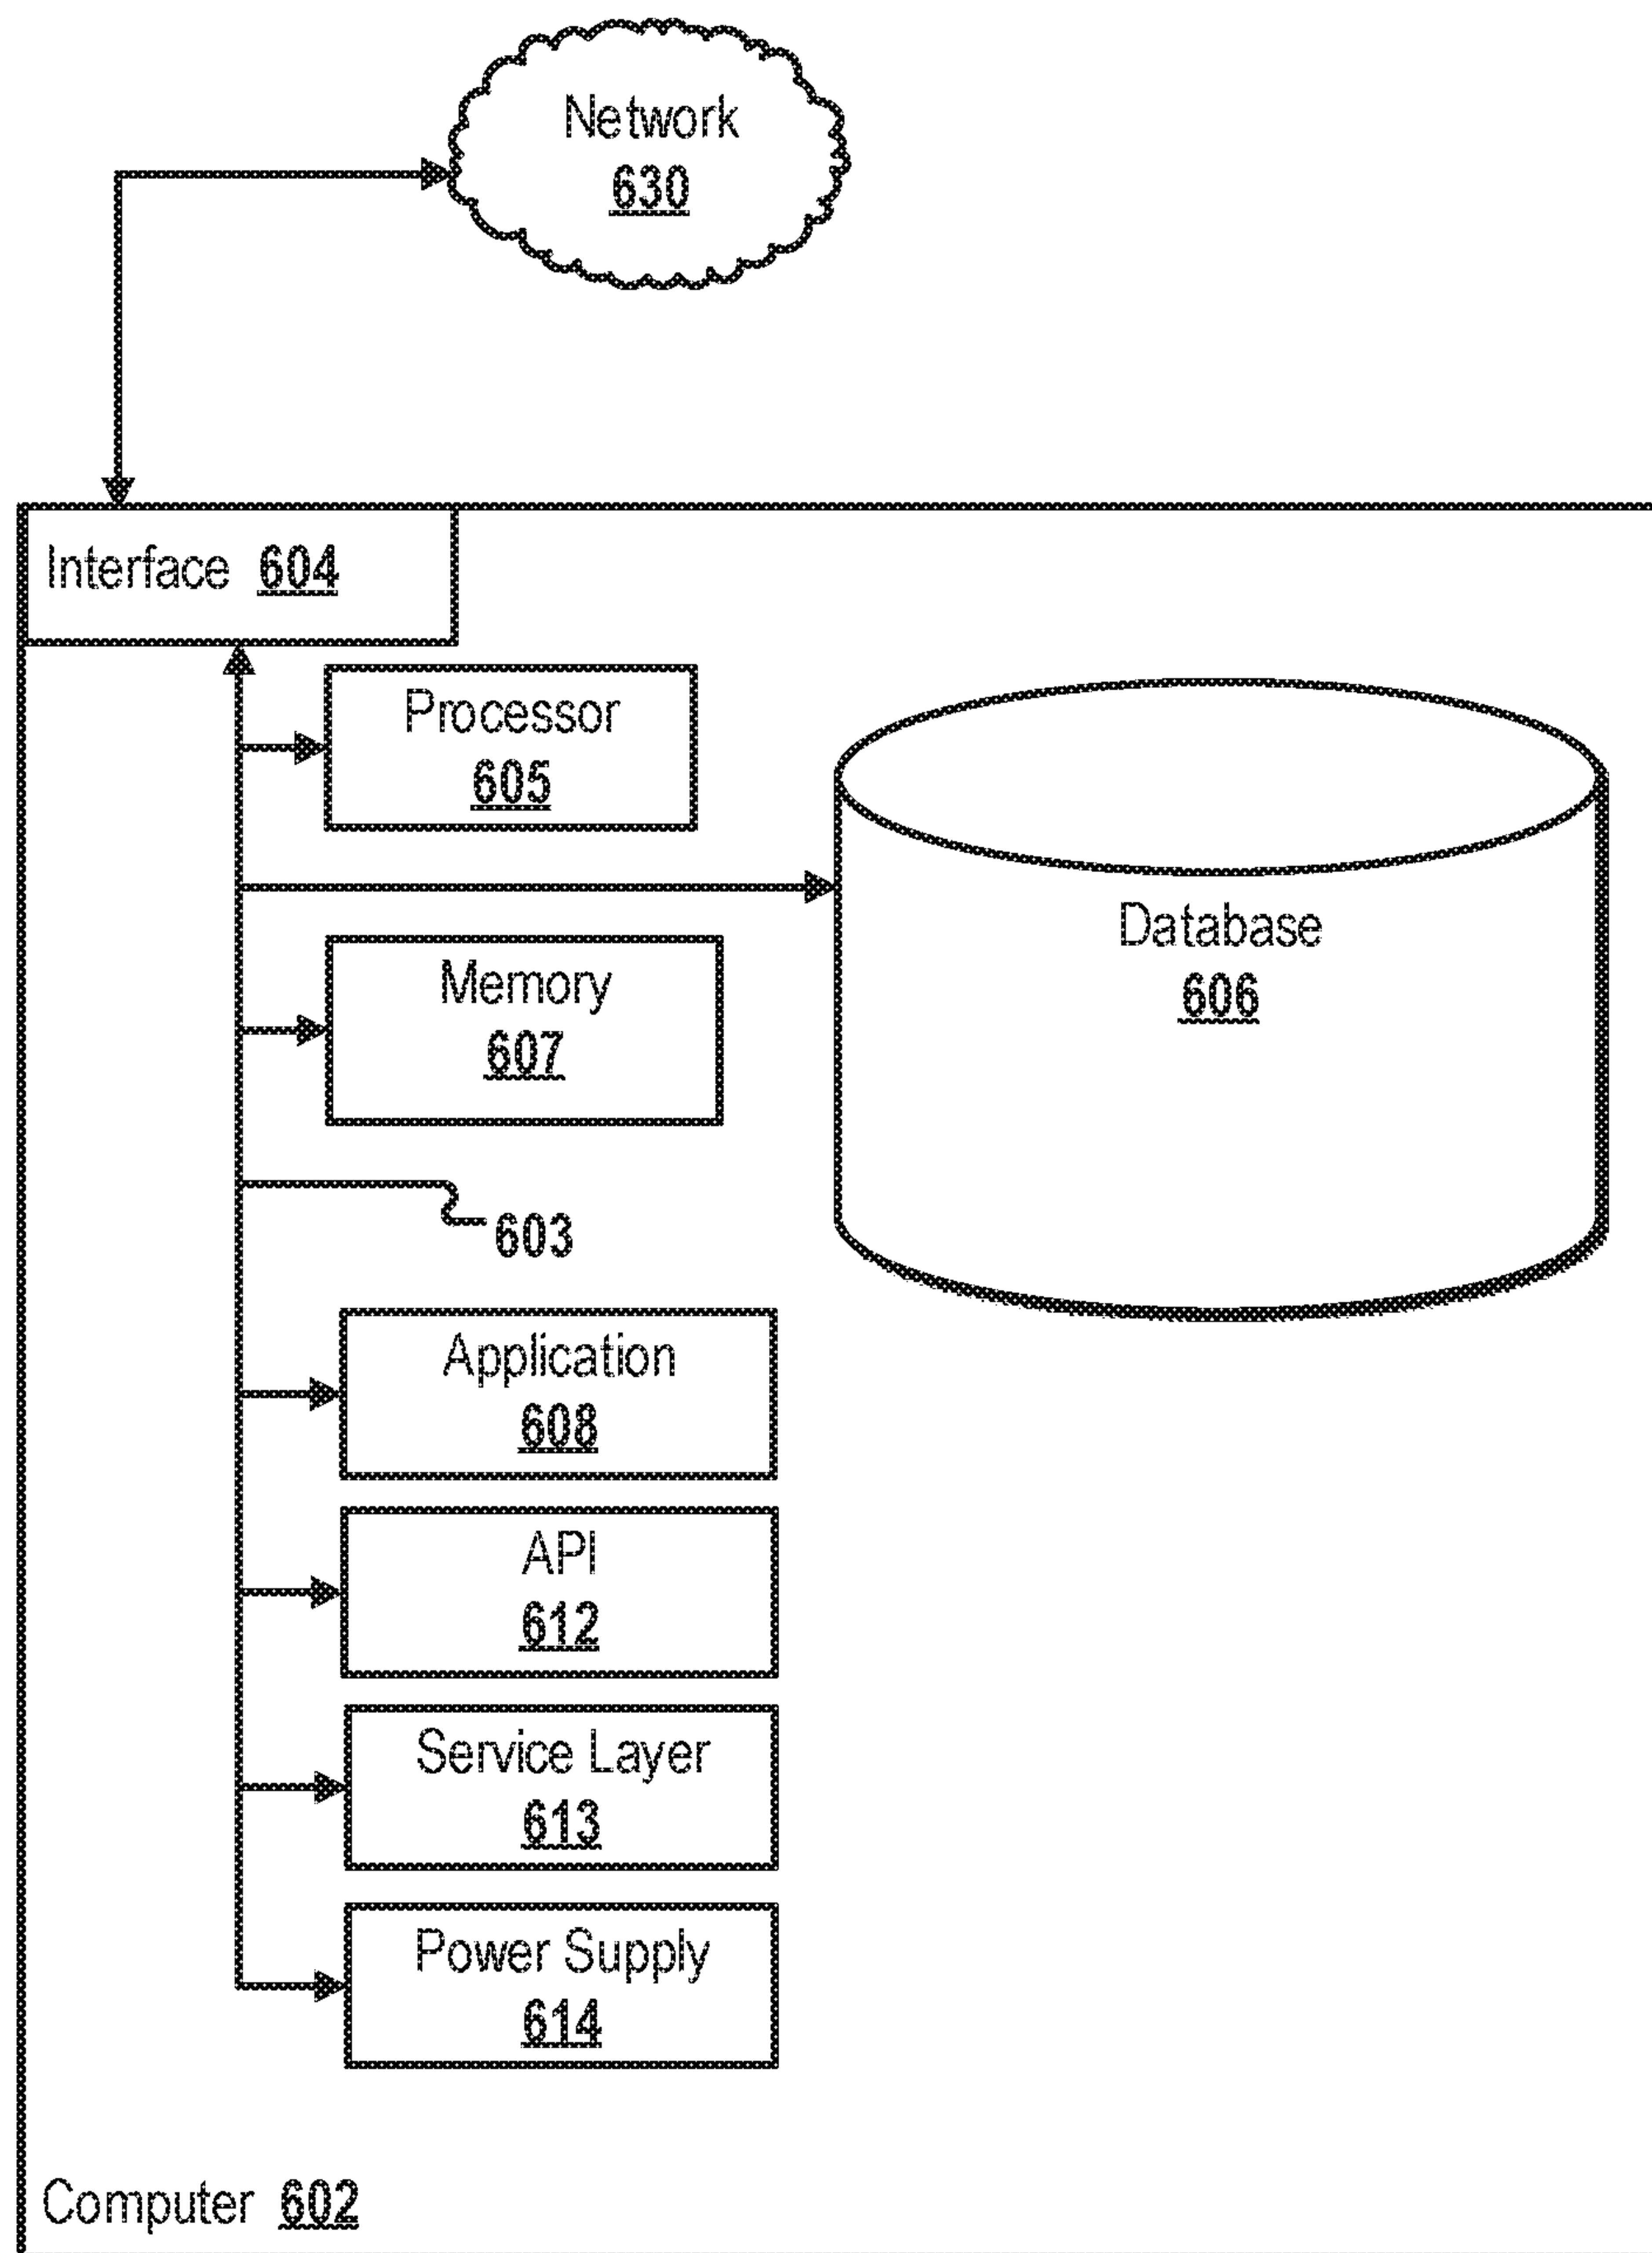 Network
630
Interface 604
Processor
605
Database
606
Memory
607
603
Application
608
API
612
Service Layer
613
Power Supply
614
Computer 602